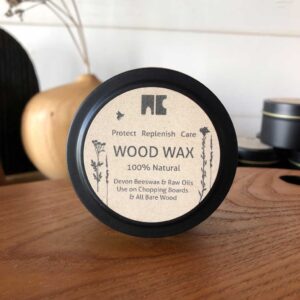 Protect Replenish Care
WOOD WAX
100% Natural
Devon Beeswax & Raw Oils
Use on Chopping Boards
& All Bare Wood